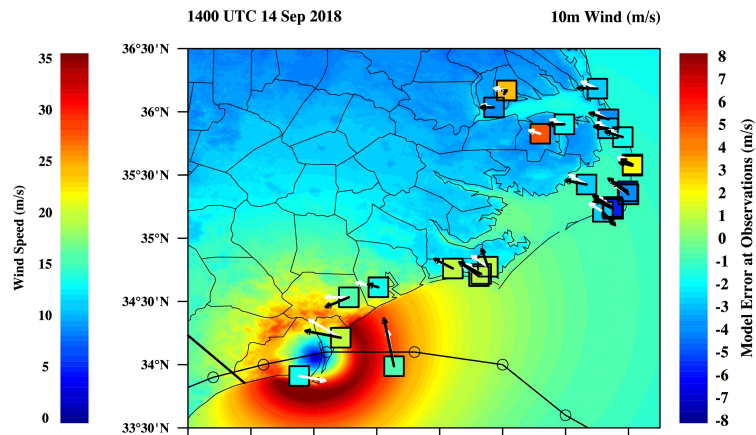 1400 UTC 14 Sep 2018 10m Wind (m/s)
Wind Speed (m/s)
35
30
25
20
15
10
5
0
36°30'N
36°N
35°30'N
35°N
34°30'N
34°N
33°30'N
8
7
6
5
4
3
2
1
0
-1
-2
-3
-4
-5
-6
-7
-8
Model Error at Observations (m/s)